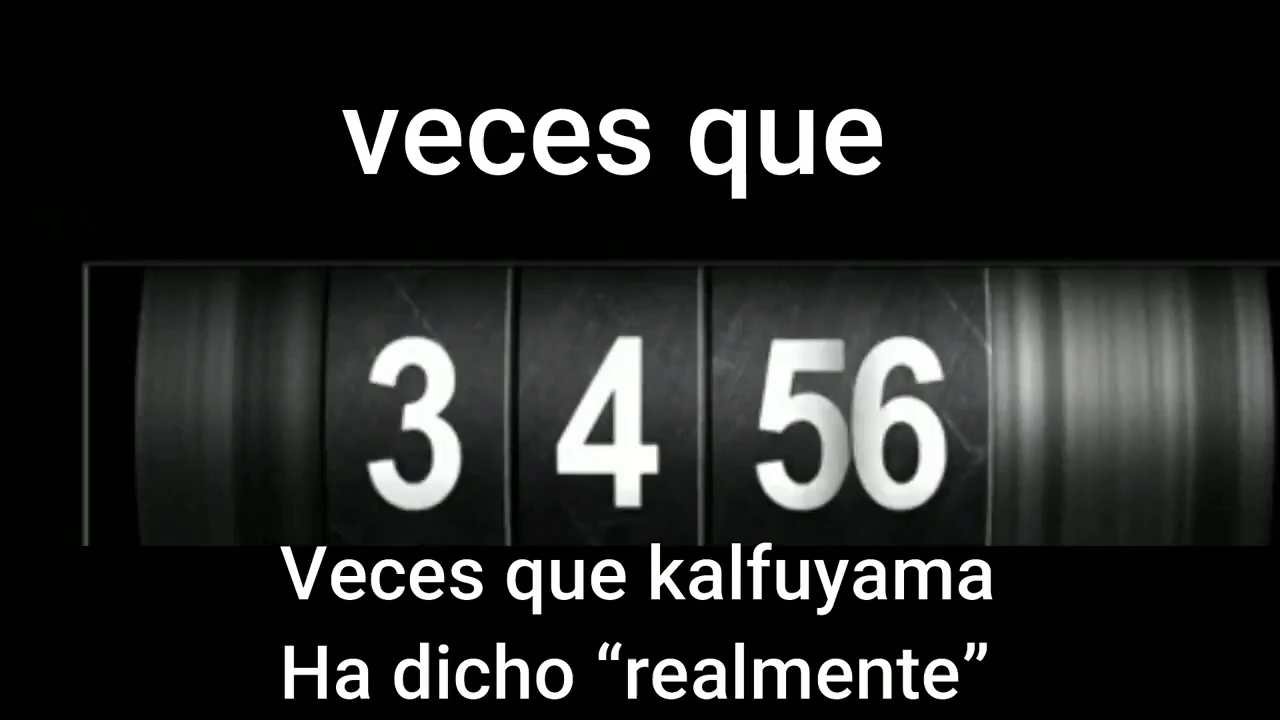 veces que
3 4 56
Veces que kalfuyama
Ha dicho “realmente”